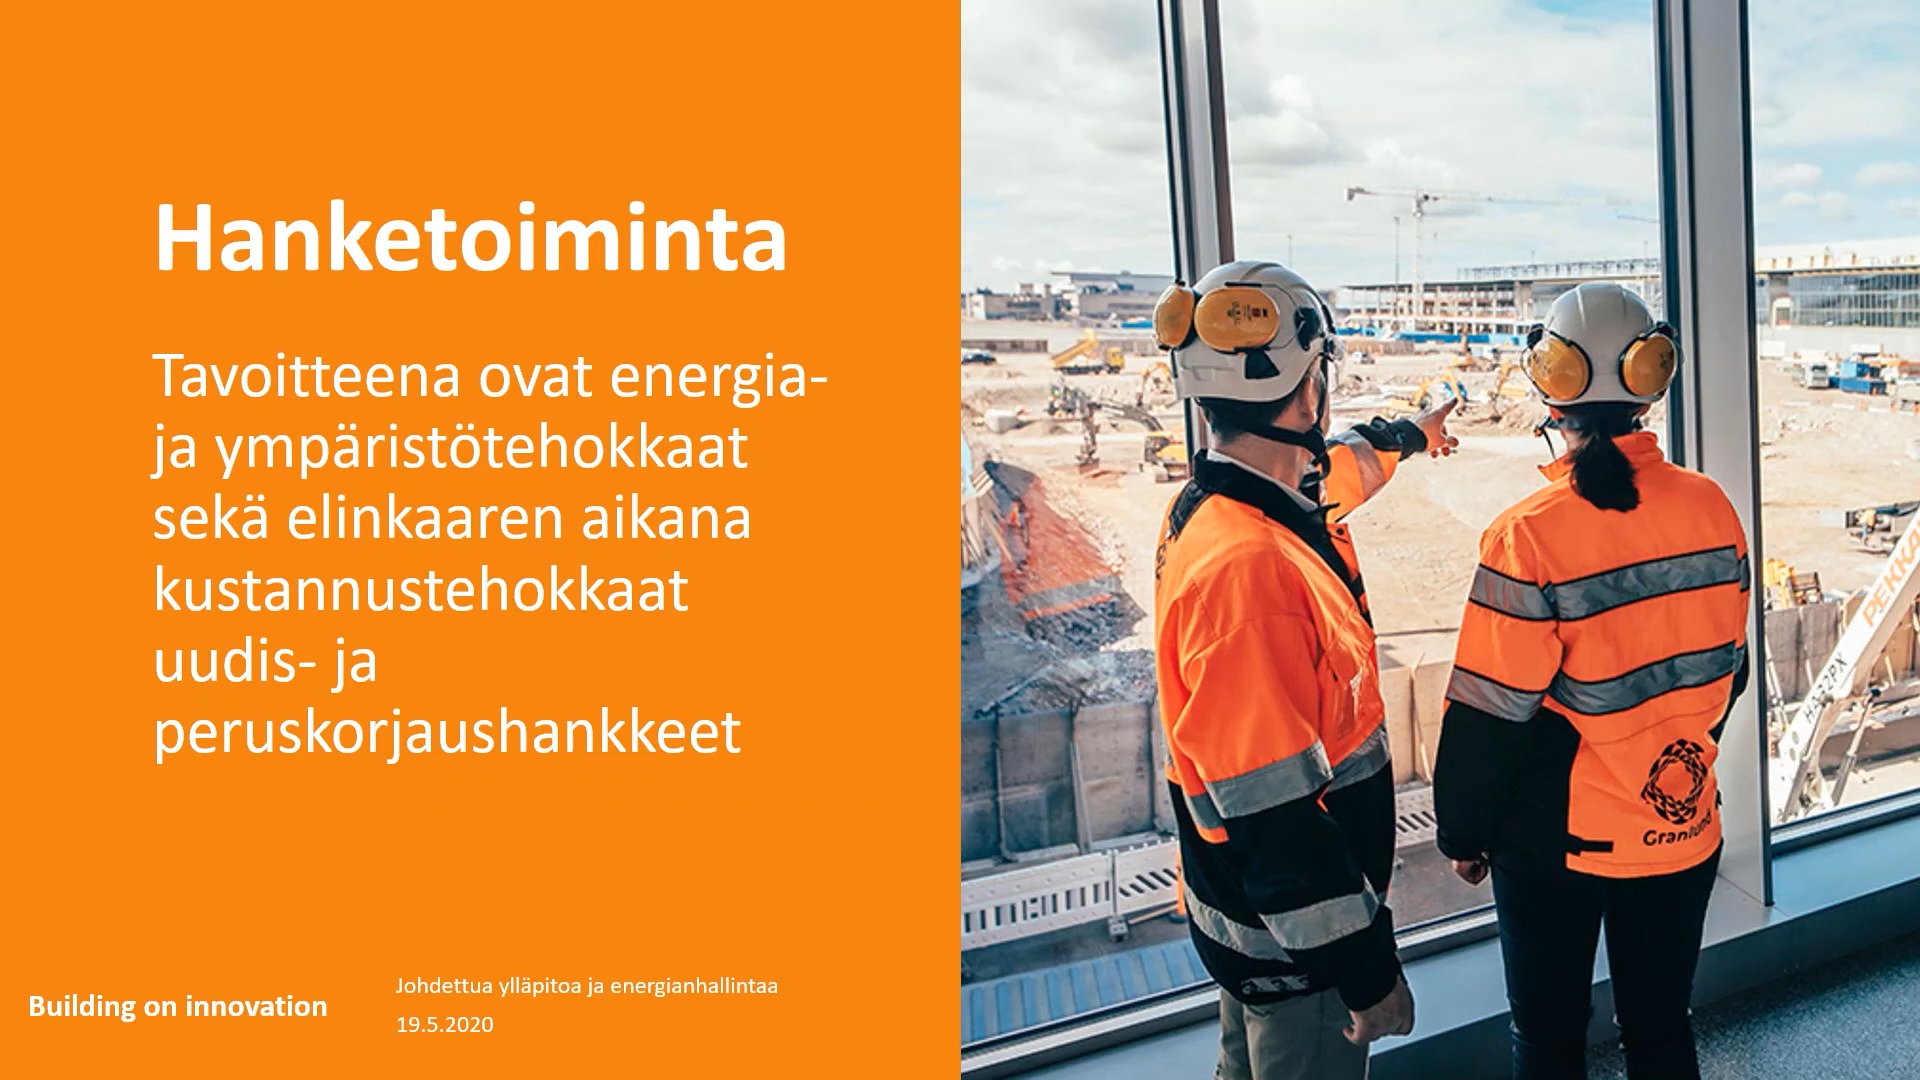 Hanketoiminta
Tavoitteena ovat energia-
ja ympäristötehokkaat
sekä elinkaaren aikana
kustannustehokkaat
uudis- ja
peruskorjaushankkeet
Building on innovation
Johdettua ylläpitoa ja energianhallintaa
19.5.2020
Granlund
HA32PX